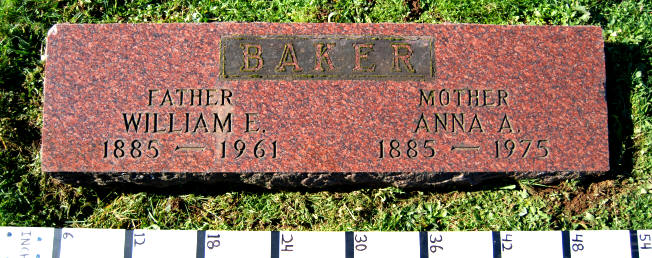 BAKER
FATHER
WILLIAM E.
1885 — 1961
MOTHER
ANNA A.
1885 — 1975
6 12 18 24 30 36 42 48 54